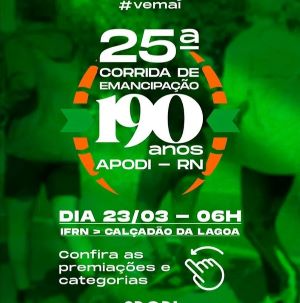 #vemaí
25ª
CORRIDA DE
EMANCIPAÇÃO
190
anos
APODI – RN
DIA 23/03 – 06H
IFRN > CALÇADÃO DA LAGOA
Confira as
premiações e
categorias